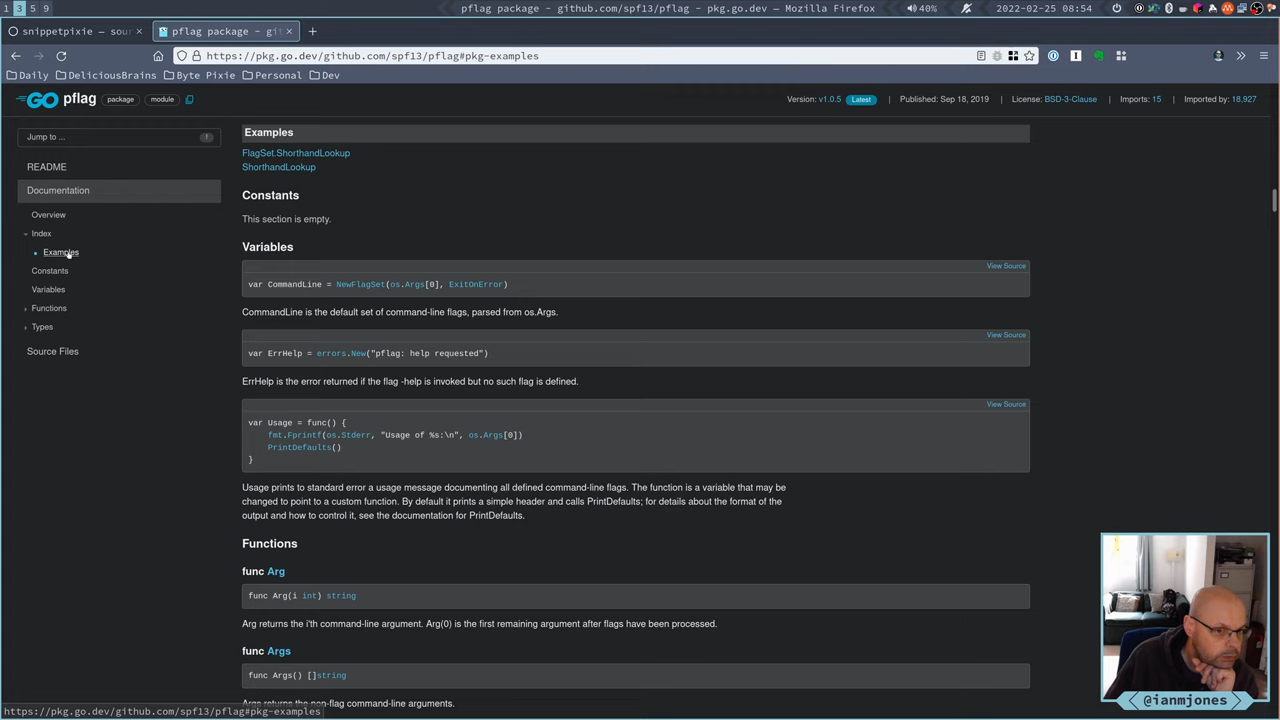 1 3 5 9
pflag package - github.com/spf13/pflag - pkg.go.dev — Mozilla Firefox
40%
2022-02-25 08:54
snippetpixie — sour
pflag package - git
https://pkg.go.dev/github.com/spf13/pflag#pkg-examples
Daily DeliciousBrains Byte Pixie Personal Dev
GO pflag package module
Version: v1.0.5 Latest | Published: Sep 18, 2019 | License: BSD-3-Clause | Imports: 15 | Imported by: 18,927
Jump to ... f
README
Documentation
Overview
Index
Examples
Constants
Variables
Functions
Types
Source Files
Examples
FlagSet.ShorthandLookup
ShorthandLookup
Constants
This section is empty.
Variables
View Source
var CommandLine = NewFlagSet(os.Args[0], ExitOnError)
CommandLine is the default set of command-line flags, parsed from os.Args.
View Source
var ErrHelp = errors.New("pflag: help requested")
ErrHelp is the error returned if the flag -help is invoked but no such flag is defined.
View Source
var Usage = func() {
fmt.Fprintf(os.Stderr, "Usage of %s:\n", os.Args[0])
PrintDefaults()
}
Usage prints to standard error a usage message documenting all defined command-line flags. The function is a variable that may be
changed to point to a custom function. By default it prints a simple header and calls PrintDefaults; for details about the format of the
output and how to control it, see the documentation for PrintDefaults.
Functions
func Arg
func Arg(i int) string
Arg returns the i'th command-line argument. Arg(0) is the first remaining argument after flags have been processed.
func Args
func Args() []string
Args returns the non-flag command-line arguments.
https://pkg.go.dev/github.com/spf13/pflag#pkg-examples
@ianmjones